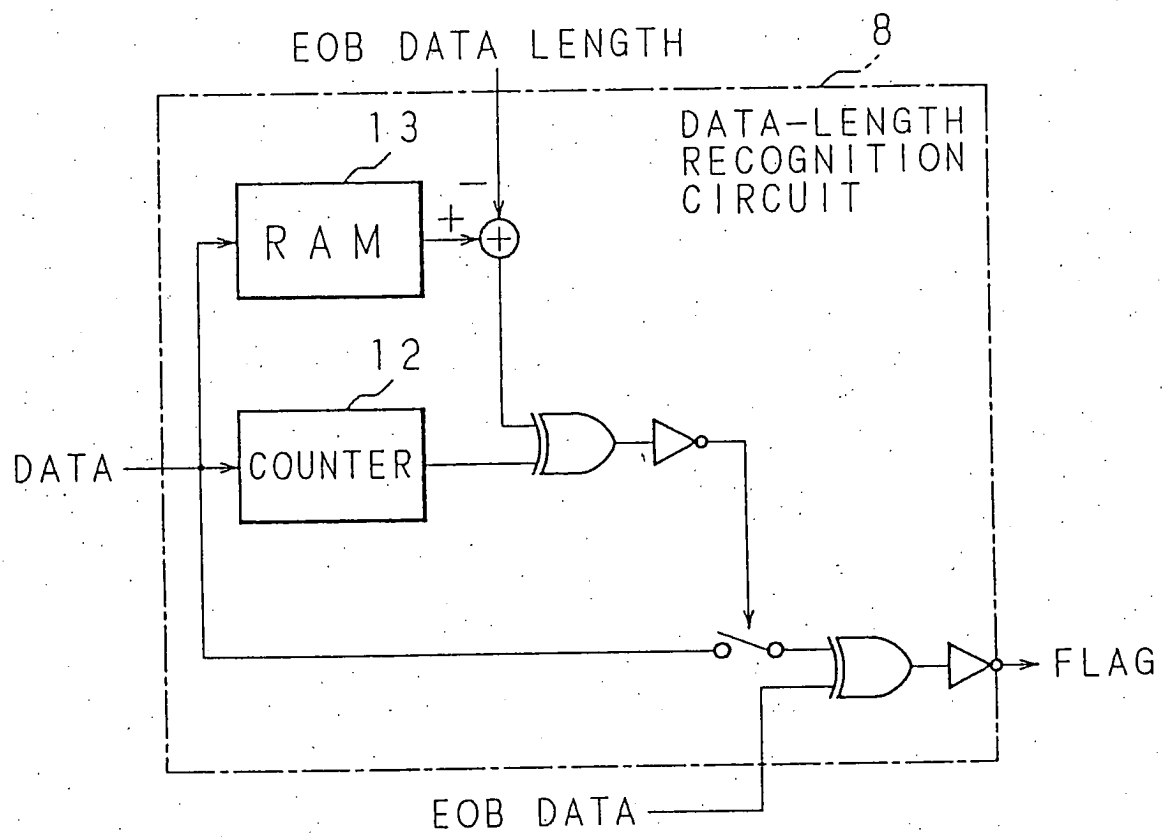 8
EOB DATA LENGTH
DATA-LENGTH
RECOGNITION
CIRCUIT
13
−
+
RAM
+
12
DATA
COUNTER
FLAG
EOB DATA